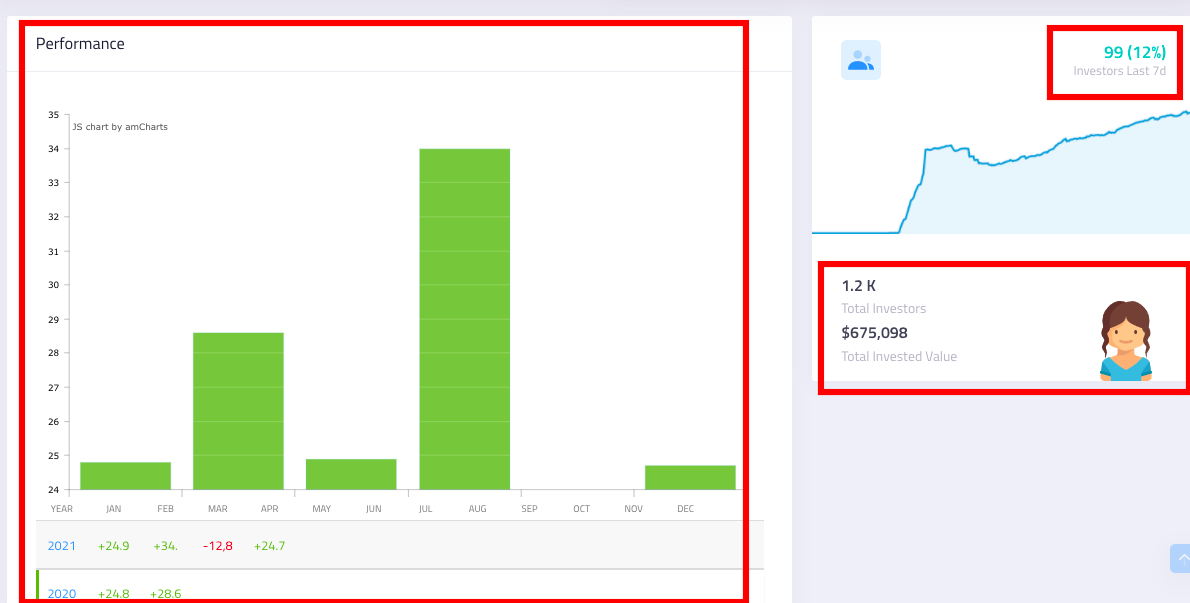 Performance
JS chart by amCharts
35
34
33
32
31
30
29
28
27
26
25
24
YEAR JAN FEB MAR APR MAY JUN JUL AUG SEP OCT NOV DEC
2021 +24.9 +34. -12,8 +24.7
2020 +24.8 +28.6
99 (12%)
Investors Last 7d
1.2 K
Total Investors
$675,098
Total Invested Value